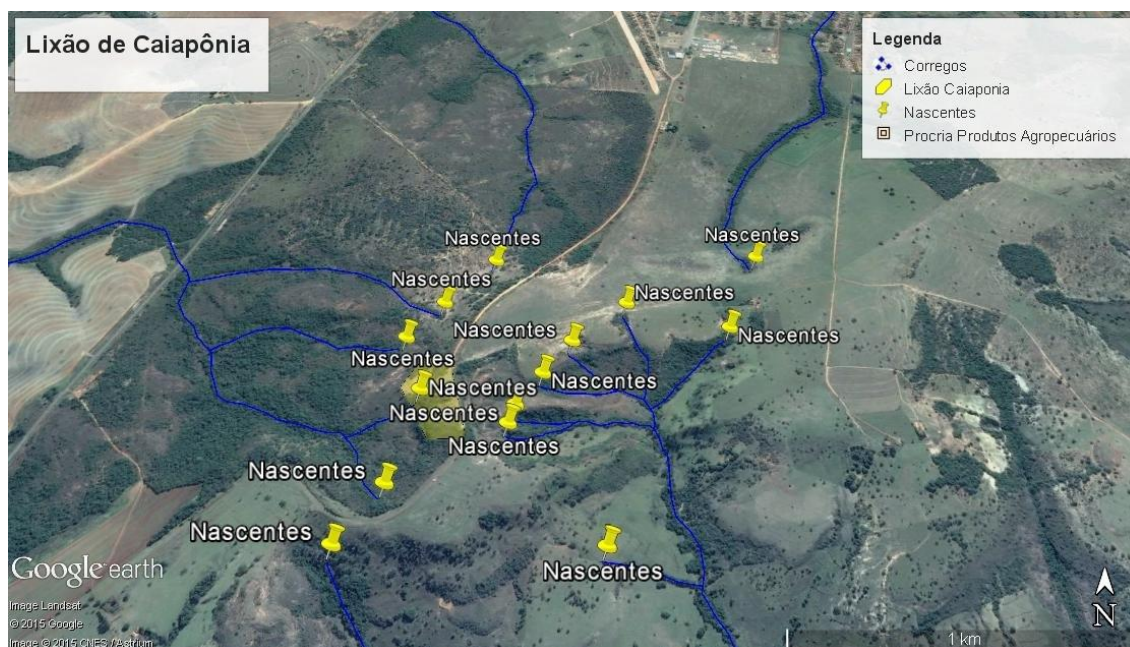 Lixão de Caiapônia
Legenda
Corregos
Lixão Caiaponia
Nascentes
Procria Produtos Agropecuários
Nascentes
Nascentes
Nascentes
Nascentes
Nascentes
Nascentes
Nascentes
Nascentes
Nascentes
Nascentes
Nascentes
Nascentes
Nascentes
Nascentes
Google earth
Image Landsat
© 2015 Google
Image © 2015 CNES / Astrium
N
1 km